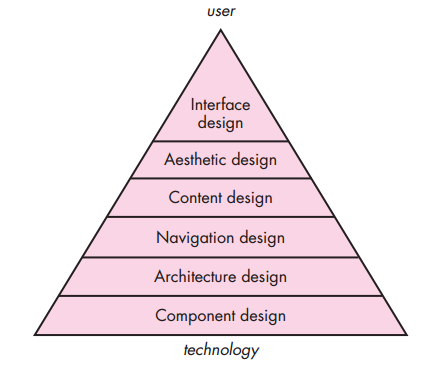 user
Interface
design
Aesthetic design
Content design
Navigation design
Architecture design
Component design
technology